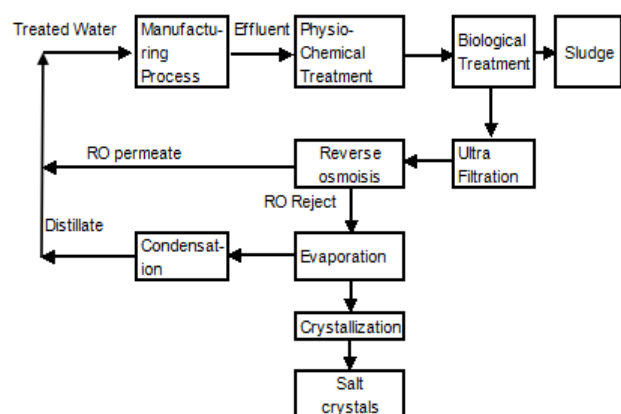 Treated Water
Manufactu-
ring
Process
Effluent
Physio-
Chemical
Treatment
Biological
Treatment
Sludge
RO permeate
Reverse
osmoisis
Ultra
Filtration
RO Reject
Distillate
Condensat-
ion
Evaporation
Crystallization
Salt
crystals